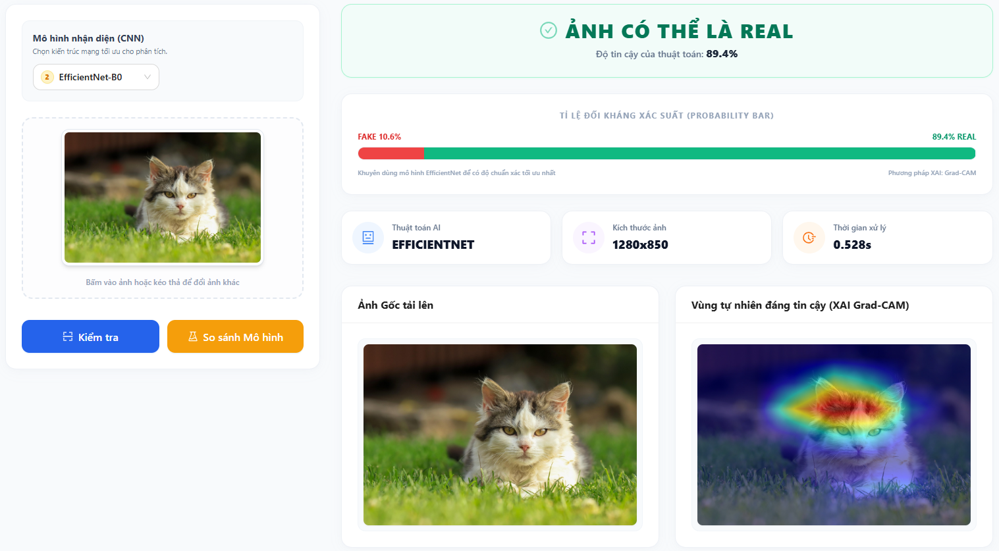 Mô hình nhận diện (CNN)
Chọn kiến trúc mạng tối ưu cho phân tích.
2 EfficientNet-B0
Bấm vào ảnh hoặc kéo thả để đổi ảnh khác
Kiểm tra
So sánh Mô hình
ẢNH CÓ THỂ LÀ REAL
Độ tin cậy của thuật toán: 89.4%
TỈ LỆ ĐỐI KHÁNG XÁC SUẤT (PROBABILITY BAR)
FAKE 10.6%
89.4% REAL
Khuyên dùng mô hình EfficientNet để có độ chuẩn xác tối ưu nhất
Phương pháp XAI: Grad-CAM
Thuật toán AI
EFFICIENTNET
Kích thước ảnh
1280x850
Thời gian xử lý
0.528s
Ảnh Gốc tải lên
Vùng tự nhiên đáng tin cậy (XAI Grad-CAM)